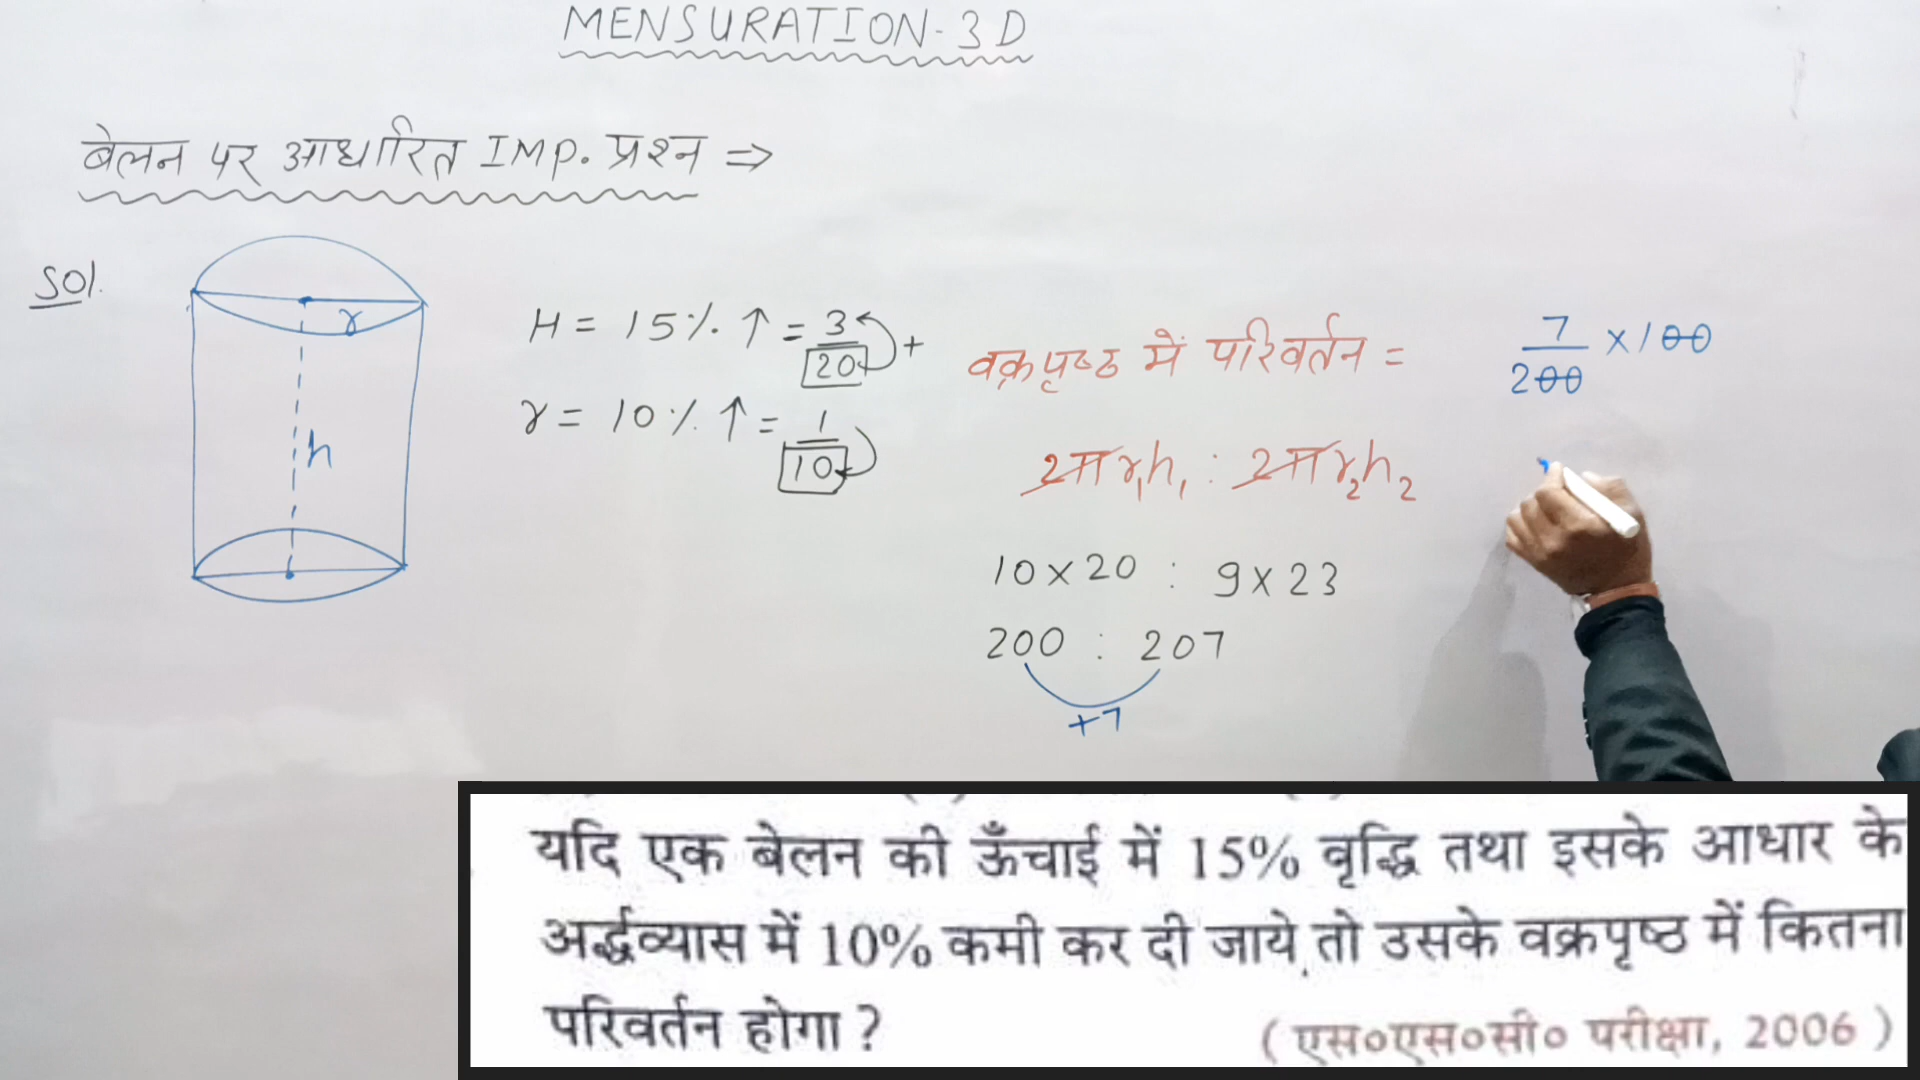 MENSURATION-3D
बेलन पर आधारित IMP. प्रश्न ⇒
Sol.
r
h
H = 15% ↑ = 3/20 +
r = 10% ↑ = 1/10
वक्रपृष्ठ में परिवर्तन =
2πr₁h₁ : 2πr₂h₂
10 × 20 : 9 × 23
200 : 207
+7
7/200 × 100
यदि एक बेलन की ऊँचाई में 15% वृद्धि तथा इसके आधार के
अर्द्धव्यास में 10% कमी कर दी जाये, तो उसके वक्रपृष्ठ में कितना
परिवर्तन होगा ?
( एस०एस०सी० परीक्षा, 2006 )